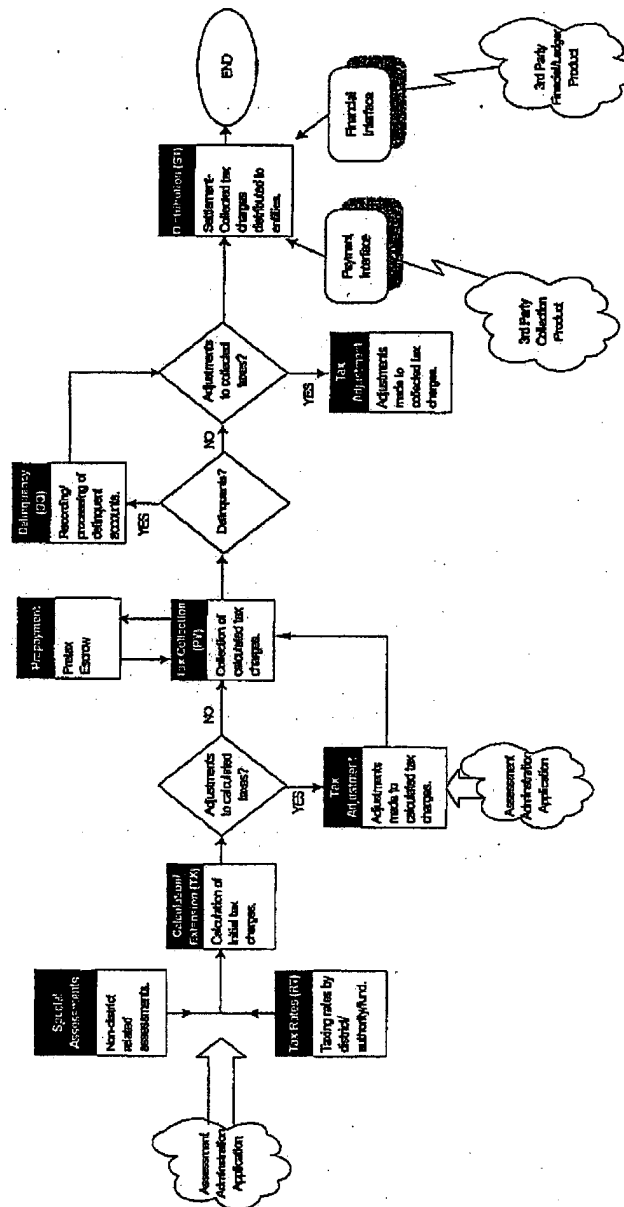 Assessment
Administration
Application
Special
Assessments
Non-district
related
assessments.
Tax Rates (RT)
Taxing rates by
district/
authority/fund.
Calculation/
Extension (TX)
Calculation of
initial tax
charges.
Adjustments
to calculated
taxes?
NO
YES
Tax
Adjustment
Adjustments
made to
calculated tax
charges.
Assessment
Administration
Application
Prepayment
Pretax
Escrow
Tax Collection
(PY)
Collection of
calculated tax
charges.
Delinquents?
YES
NO
Delinquency
(DQ)
Recording/
processing of
delinquent
accounts.
Adjustments
to collected
taxes?
YES
Tax
Adjustment
Adjustments
made to
collected tax
charges.
Distribution (ST)
Settlement-
Collected tax
charges
distributed to
entities.
END
Payment
Interface
Financial
Interface
3rd Party
Collection
Product
3rd Party
Product